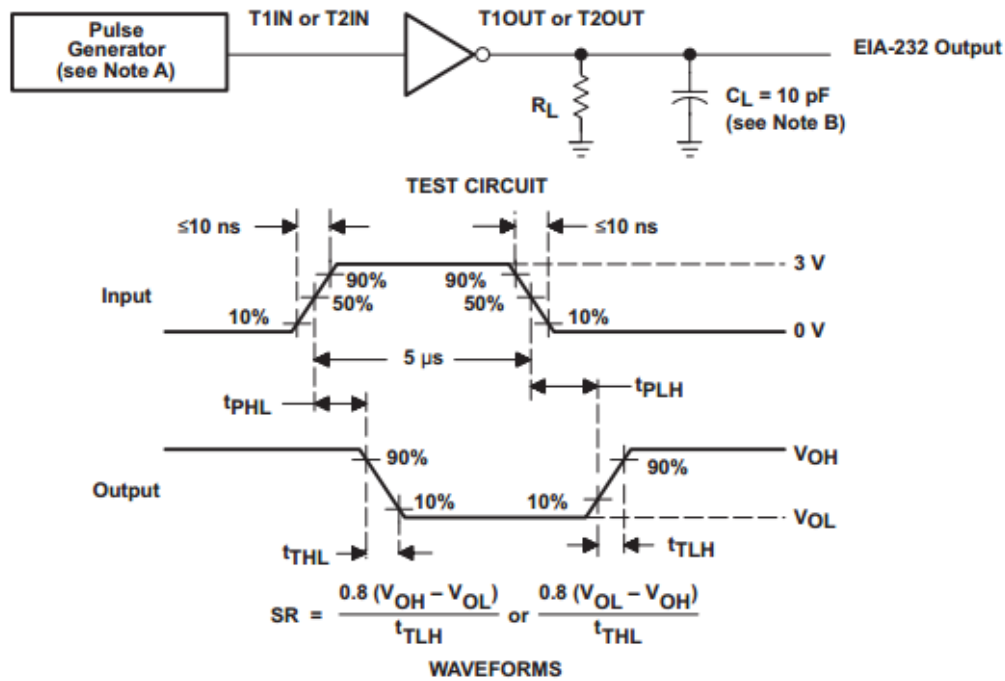 T1IN or T2IN
T1OUT or T2OUT
Pulse
Generator
(see Note A)
EIA-232 Output
RL
CL = 10 pF
(see Note B)
TEST CIRCUIT
≤10 ns
≤10 ns
3 V
90%
90%
Input
50%
50%
10%
10%
0 V
5 µs
tPHL
tPLH
VOH
90%
90%
Output
10%
10%
VOL
tTHL
tTLH
SR = 0.8 (VOH – VOL) / tTLH or 0.8 (VOL – VOH) / tTHL
WAVEFORMS